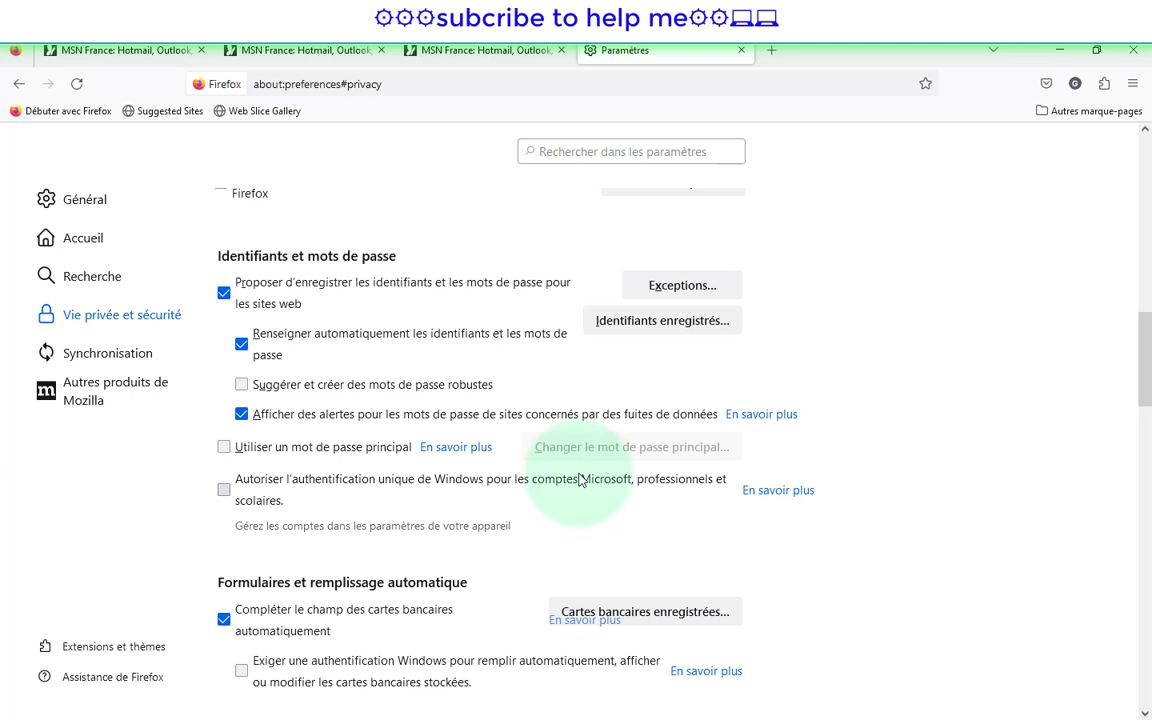 subcribe to help me
MSN France: Hotmail, Outlook, MSN France: Hotmail, Outlook, MSN France: Hotmail, Outlook, Paramètres
Firefox about:preferences#privacy
Débuter avec Firefox Suggested Sites Web Slice Gallery Autres marque-pages
Rechercher dans les paramètres
Général
Accueil
Recherche
Vie privée et sécurité
Synchronisation
Autres produits de
Mozilla
Extensions et thèmes
Assistance de Firefox
Firefox
Identifiants et mots de passe
Proposer d'enregistrer les identifiants et les mots de passe pour
les sites web
Exceptions...
Identifiants enregistrés...
Renseigner automatiquement les identifiants et les mots de
passe
Suggérer et créer des mots de passe robustes
Afficher des alertes pour les mots de passe de sites concernés par des fuites de données En savoir plus
Utiliser un mot de passe principal En savoir plus Changer le mot de passe principal...
Autoriser l'authentification unique de Windows pour les comptes Microsoft, professionnels et
scolaires.
En savoir plus
Gérez les comptes dans les paramètres de votre appareil
Formulaires et remplissage automatique
Compléter le champ des cartes bancaires
automatiquement
Cartes bancaires enregistrées...
En savoir plus
Exiger une authentification Windows pour remplir automatiquement, afficher
ou modifier les cartes bancaires stockées.
En savoir plus